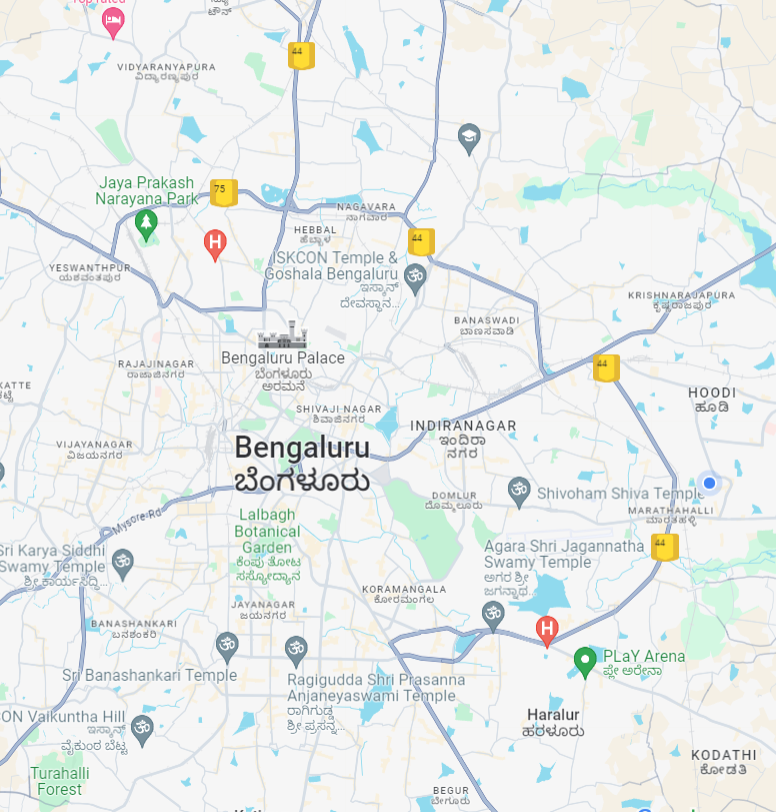 Top rated
ಟೌನ್
44
VIDYARANYAPURA
ವಿದ್ಯಾರಣ್ಯಪುರ
Jaya Prakash
Narayana Park
75
NAGAVARA
ನಾಗವಾರ
HEBBAL
ಹೆಬ್ಬಾಳ
44
H
ISKCON Temple &
Goshala Bengaluru
ಇಸ್ಕಾನ್
ದೇವಸ್ಥಾನ...
YESWANTHPUR
ಯಶವಂತಪುರ
KRISHNARAJAPURA
ಕೃಷ್ಣರಾಜಪುರ
BANASWADI
ಬಾಣಸವಾಡಿ
Bengaluru Palace
ಬೆಂಗಳೂರು
ಅರಮನೆ
RAJAJINAGAR
ರಾಜಾಜಿನಗರ
44
HOODI
ಹೂಡಿ
SHIVAJI NAGAR
ಶಿವಾಜಿನಗರ
INDIRANAGAR
ಇಂದಿರಾ
ನಗರ
VIJAYANAGAR
ವಿಜಯನಗರ
Bengaluru
ಬೆಂಗಳೂರು
DOMLUR
ದೊಮ್ಮಲೂರು
Shivoham Shiva Temple
MARATHAHALLI
ಮಾರತಹಳ್ಳಿ
Mysore Rd
Lalbagh
Botanical
Garden
ಕೆಂಪು ತೋಟ
ಸಸ್ಯೋದ್ಯಾನ
44
Sri Karya Siddhi
Swamy Temple
ಶ್ರೀ ಕಾರ್ಯಸಿದ್ಧಿ...
Agara Shri Jagannatha
Swamy Temple
ಅಗರ ಶ್ರೀ
ಜಗನ್ನಾಥ...
KORAMANGALA
ಕೋರಮಂಗಲ
JAYANAGAR
ಜಯನಗರ
BANASHANKARI
ಬನಶಂಕರಿ
H
PLaY Arena
ಪ್ಲೇ ಅರೇನಾ
Sri Banashankari Temple
Ragigudda Shri Prasanna
Anjaneyaswami Temple
ರಾಗಿಗುಡ್ಡ
ಶ್ರೀ ಪ್ರಸನ್ನ...
Haralur
ಹರಳೂರು
CON Vaikuntha Hill
ಇಸ್ಕಾನ್
ವೈಕುಂಠ ಬೆಟ್ಟ
KODATHI
ಕೋಡತಿ
Turahalli
Forest
BEGUR
ಬೇಗೂರು